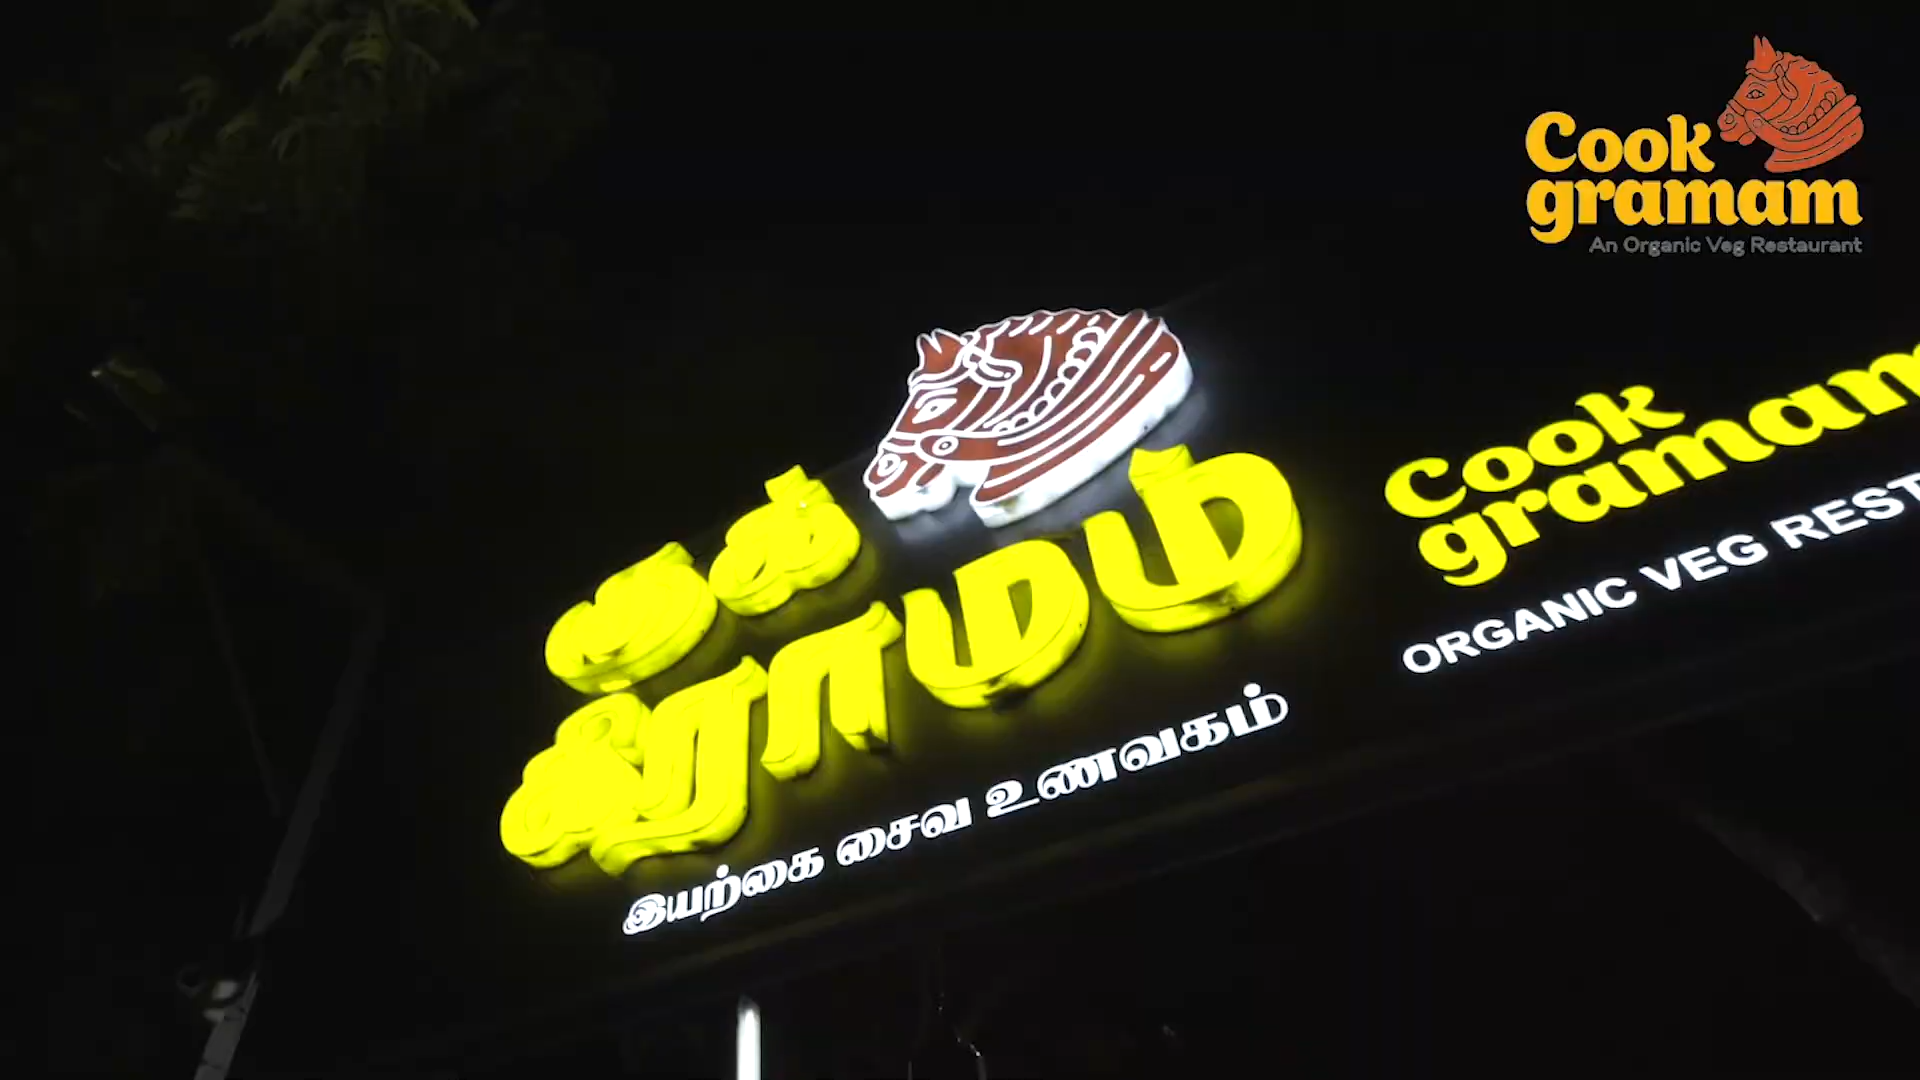 Cook
gramam
An Organic Veg Restaurant
குக்
கிராமம்
இயற்கை சைவ உணவகம்
Cook
gramam
ORGANIC VEG REST